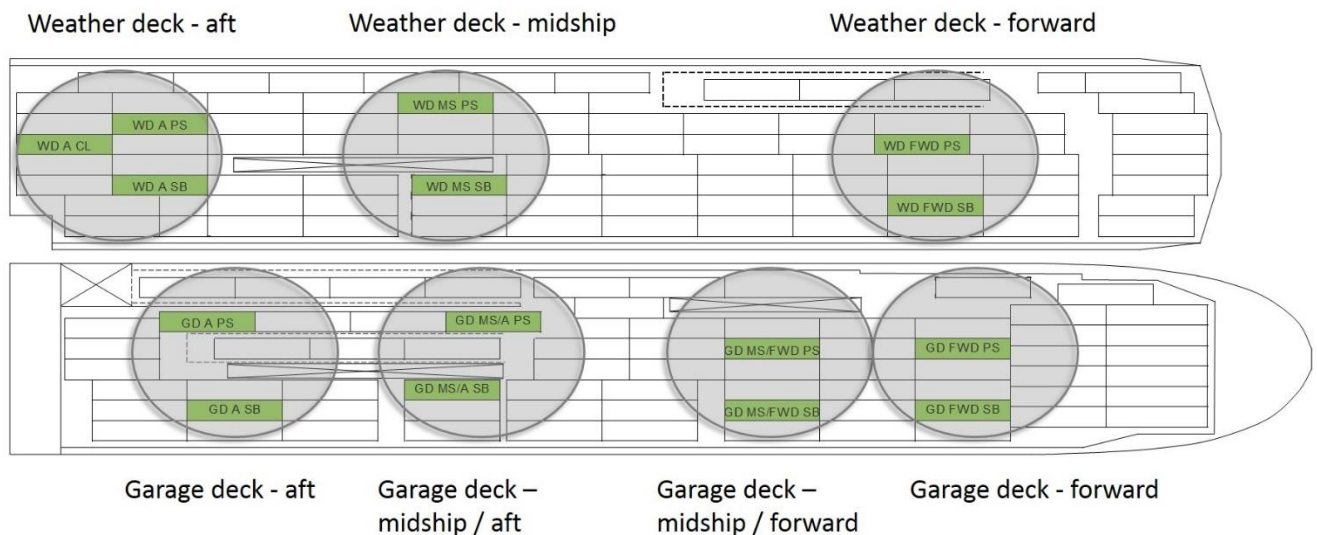 Weather deck - aft
Weather deck - midship
Weather deck - forward
WD MS PS
WD A PS
WD A CL
WD FWD PS
WD A SB
WD MS SB
WD FWD SB
GD A PS
GD MS/A PS
GD MS/FWD PS
GD FWD PS
GD MS/A SB
GD A SB
GD MS/FWD SB
GD FWD SB
Garage deck - aft
Garage deck –
midship / aft
Garage deck –
midship / forward
Garage deck - forward